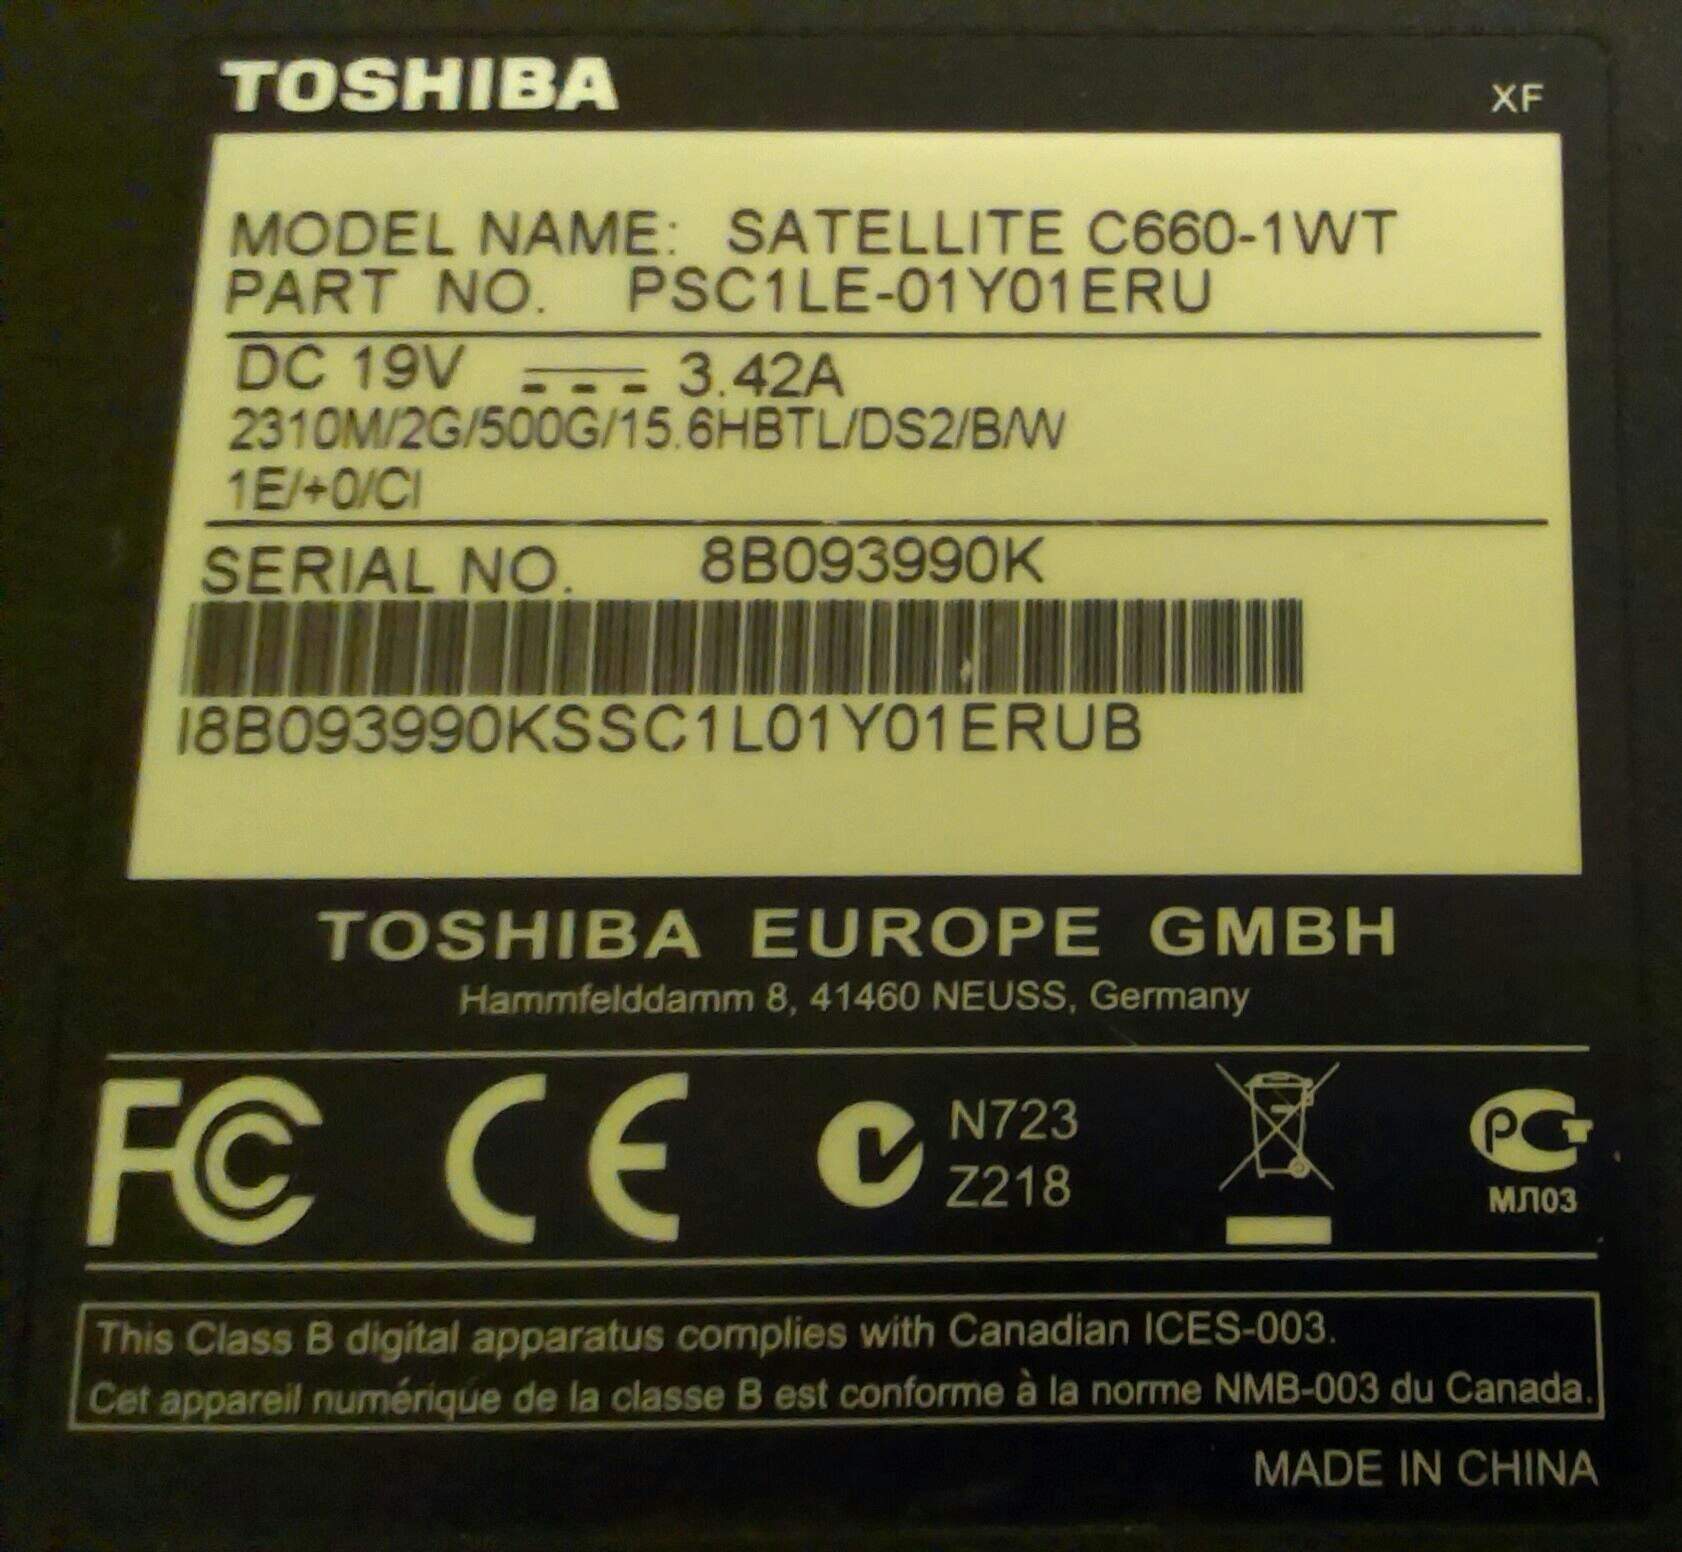 TOSHIBA
XF
MODEL NAME: SATELLITE C660-1WT
PART NO. PSC1LE-01Y01ERU
DC 19V ⎓ 3.42A
2310M/2G/500G/15.6HBTL/DS2/B/W
1E/+0/CI
SERIAL NO. 8B093990K
I8B093990KSSC1L01Y01ERUB
TOSHIBA EUROPE GMBH
Hammfelddamm 8, 41460 NEUSS, Germany
FC CE N723
Z218
РСТ
МЛ03
This Class B digital apparatus complies with Canadian ICES-003.
Cet appareil numérique de la classe B est conforme à la norme NMB-003 du Canada.
MADE IN CHINA